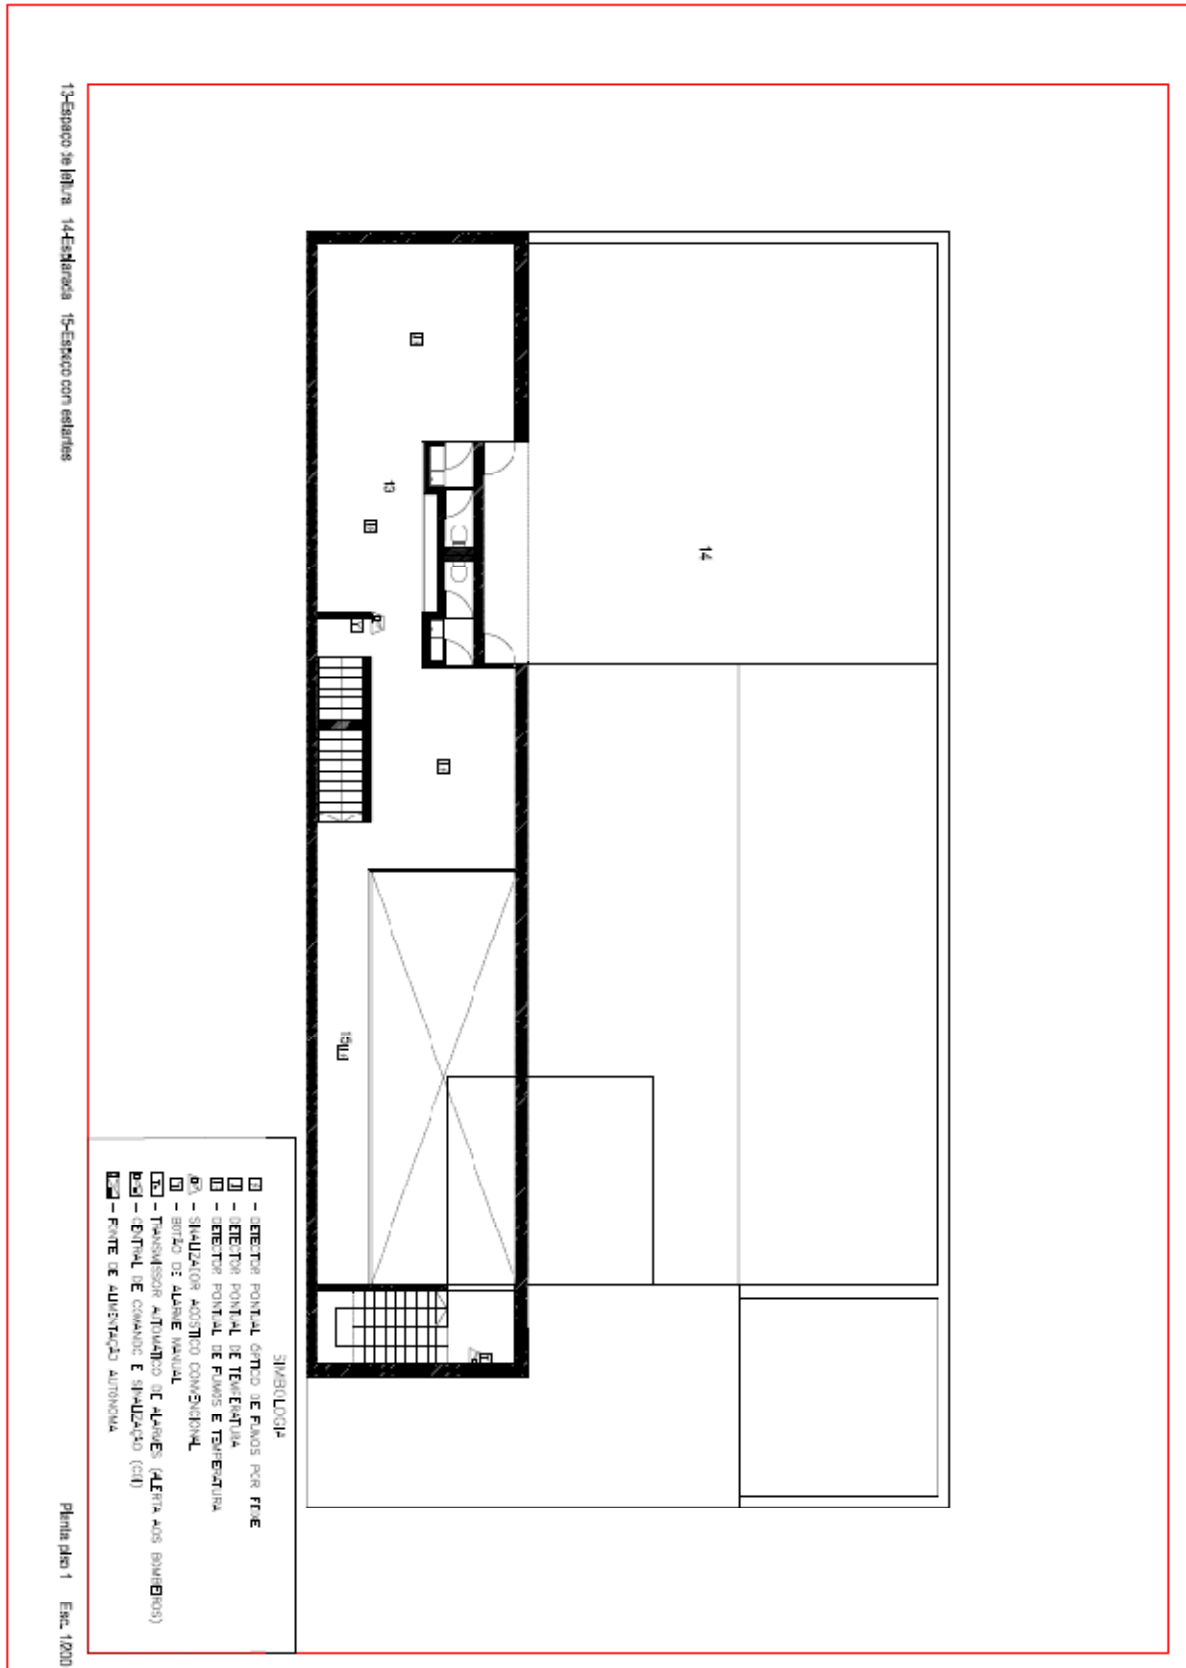 13-Espaço de leitura 14-Esplanada 15-Espaço com estantes
13
14
15
SIMBOLOGIA
- DETECTOR PONTUAL ÓPTICO DE FUMOS POR FEIXE
- DETECTOR PONTUAL DE TEMPERATURA
- DETECTOR PONTUAL DE FUMOS E TEMPERATURA
- SINALIZADOR ACÚSTICO CONVENCIONAL
- BOTÃO DE ALARME MANUAL
- TRANSMISSOR AUTOMÁTICO DE ALARMES (ALERTA AOS BOMBEIROS)
- CENTRAL DE COMANDO E SINALIZAÇÃO (CDI)
- FONTE DE ALIMENTAÇÃO AUTÓNOMA
Planta piso 1 Esc. 1/200